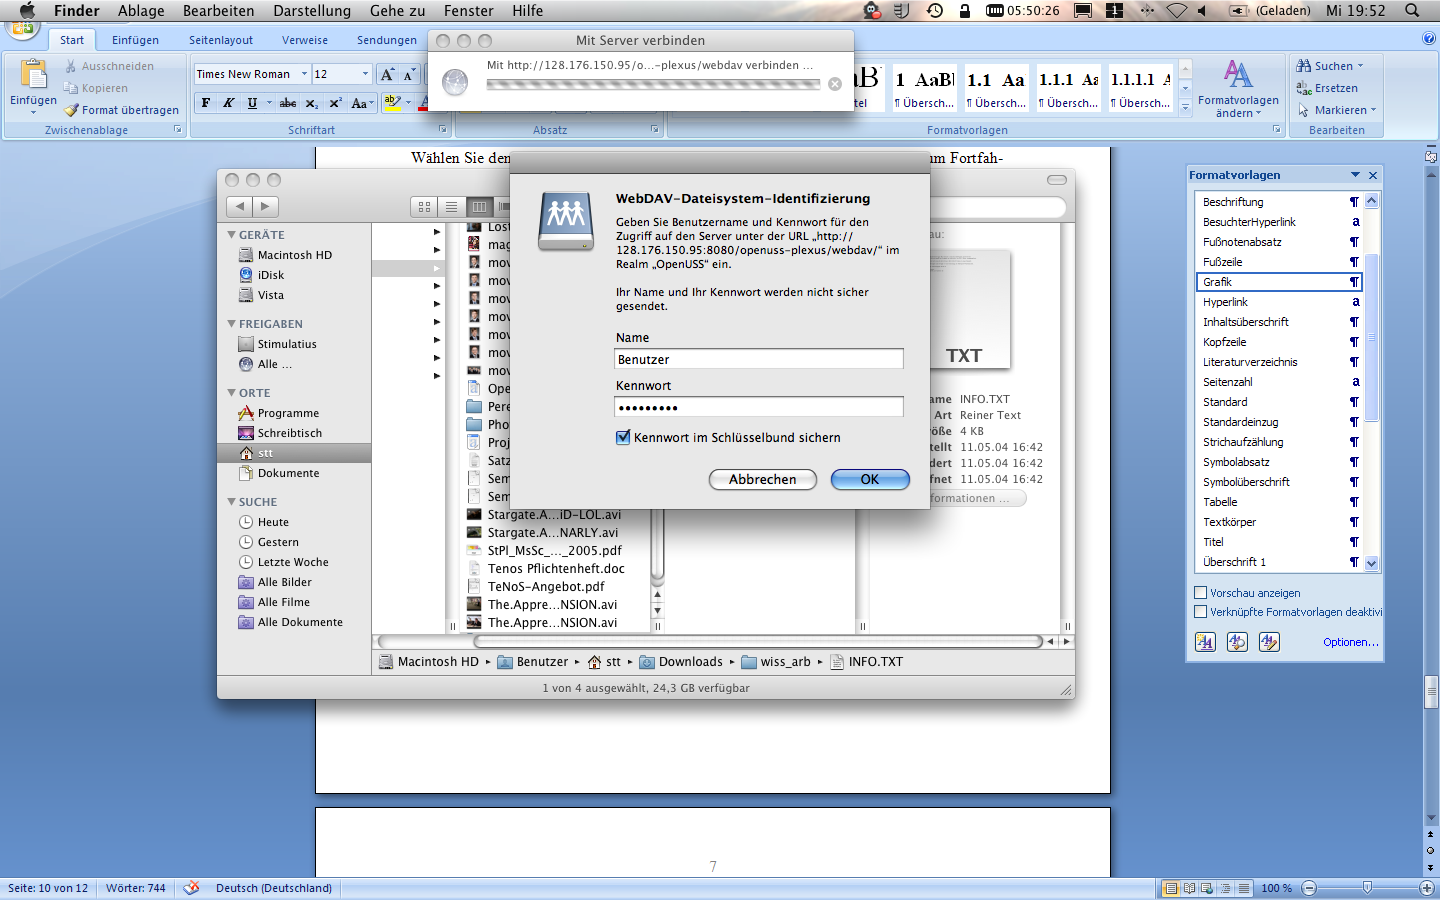 Finder Ablage Bearbeiten Darstellung Gehe zu Fenster Hilfe 1 05:50:26 (Geladen) Mi 19:52
Start Einfügen Seitenlayout Verweise Sendungen
Mit Server verbinden
Mit http://128.176.150.95/o...-plexus/webdav verbinden ...
Einfügen
Ausschneiden
Kopieren
Format übertragen
Zwischenablage
Times New Roman 12
F K U abc x₂ x² Aa
Schriftart
Absatz
1 AaBl 1.1 Aa 1.1.1 Aa 1.1.1.1 A
¶ Übersch... ¶ Übersch... ¶ Übersch... ¶ Übersch...
Formatvorlagen ändern
Formatvorlagen
Suchen
Ersetzen
Markieren
Bearbeiten
Wählen Sie den
um Fortfah-
GERÄTE
Macintosh HD
iDisk
Vista
FREIGABEN
Stimulatius
Alle ...
ORTE
Programme
Schreibtisch
stt
Dokumente
SUCHE
Heute
Gestern
Letzte Woche
Alle Bilder
Alle Filme
Alle Dokumente
Lost
mag
mov
mov
mov
mov
mov
mov
mov
Ope
Pere
Pho
Proj
Satz
Sem
Sem
Stargate.A...iD-LOL.avi
Stargate.A...NARLY.avi
StPl_MsSc_..._2005.pdf
Tenos Pflichtenheft.doc
TeNoS-Angebot.pdf
The.Appre...NSION.avi
The.Appre...NSION.avi
WebDAV-Dateisystem-Identifizierung
Geben Sie Benutzername und Kennwort für den
Zugriff auf den Server unter der URL „http://
128.176.150.95:8080/openuss-plexus/webdav/“ im
Realm „OpenUSS“ ein.
Ihr Name und Ihr Kennwort werden nicht sicher
gesendet.
Name
Benutzer
Kennwort
•••••••••
Kennwort im Schlüsselbund sichern
Abbrechen OK
au:
TXT
ame INFO.TXT
Art Reiner Text
röße 4 KB
tellt 11.05.04 16:42
dert 11.05.04 16:42
fnet 11.05.04 16:42
formationen ...
Macintosh HD ▸ Benutzer ▸ stt ▸ Downloads ▸ wiss_arb ▸ INFO.TXT
1 von 4 ausgewählt, 24,3 GB verfügbar
Formatvorlagen
Beschriftung ¶
BesuchterHyperlink a
Fußnotenabsatz ¶
Fußzeile ¶
Grafik ¶
Hyperlink a
Inhaltsüberschrift ¶
Kopfzeile ¶
Literaturverzeichnis ¶
Seitenzahl a
Standard ¶
Standardeinzug ¶
Strichaufzählung ¶
Symbolabsatz ¶
Symbolüberschrift ¶
Tabelle ¶
Textkörper ¶
Titel ¶
Überschrift 1 ¶
Vorschau anzeigen
Verknüpfte Formatvorlagen deaktivi
Optionen...
7
Seite: 10 von 12 Wörter: 744 Deutsch (Deutschland) 100 %